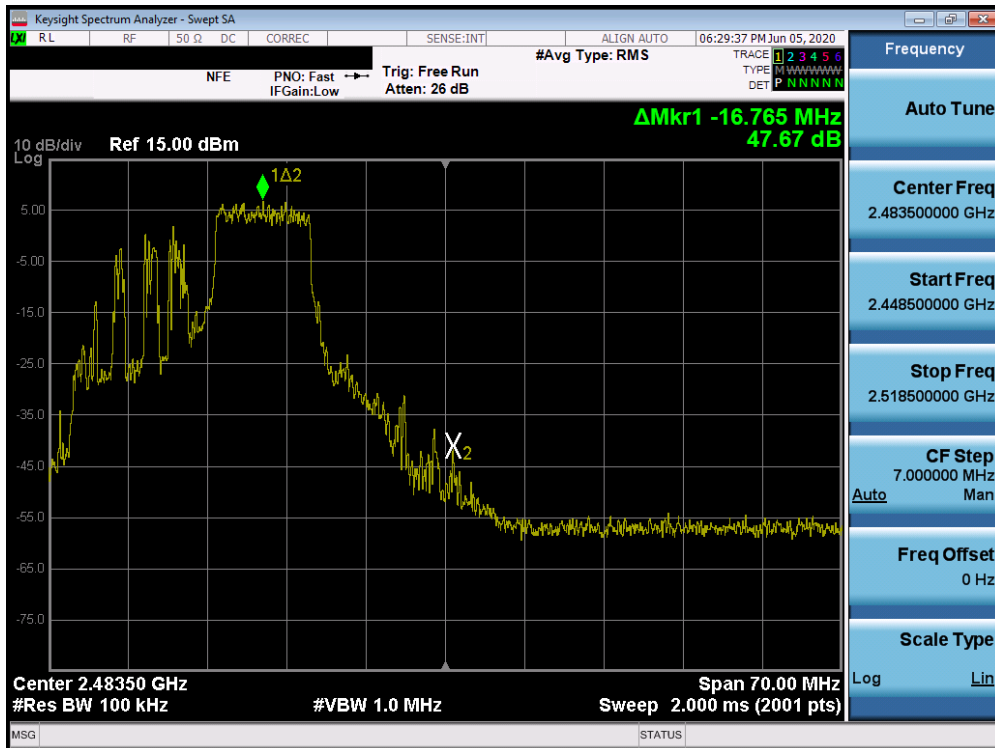 Keysight Spectrum Analyzer - Swept SA
LXI RL RF 50 Ω DC CORREC SENSE:INT ALIGN AUTO 06:29:37 PM Jun 05, 2020
NFE PNO: Fast Trig: Free Run #Avg Type: RMS TRACE 1 2 3 4 5 6
IFGain:Low Atten: 26 dB TYPE M WWWWW
DET P N N N N N
ΔMkr1 -16.765 MHz
47.67 dB
10 dB/div Ref 15.00 dBm
Log
1Δ2
5.00
-5.00
-15.0
-25.0
-35.0
-45.0
X2
-55.0
-65.0
-75.0
Center 2.48350 GHz Span 70.00 MHz
#Res BW 100 kHz #VBW 1.0 MHz Sweep 2.000 ms (2001 pts)
MSG STATUS
Frequency
Auto Tune
Center Freq
2.483500000 GHz
Start Freq
2.448500000 GHz
Stop Freq
2.518500000 GHz
CF Step
7.000000 MHz
Auto Man
Freq Offset
0 Hz
Scale Type
Log Lin